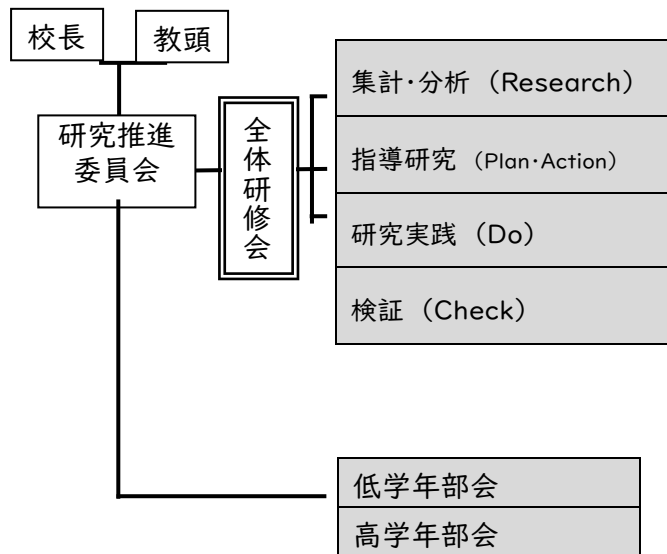 校長
教頭
研究推進
委員会
全体研修会
集計・分析 （Research）
指導研究 （Plan・Action）
研究実践 （Do）
検証 （Check）
低学年部会
高学年部会